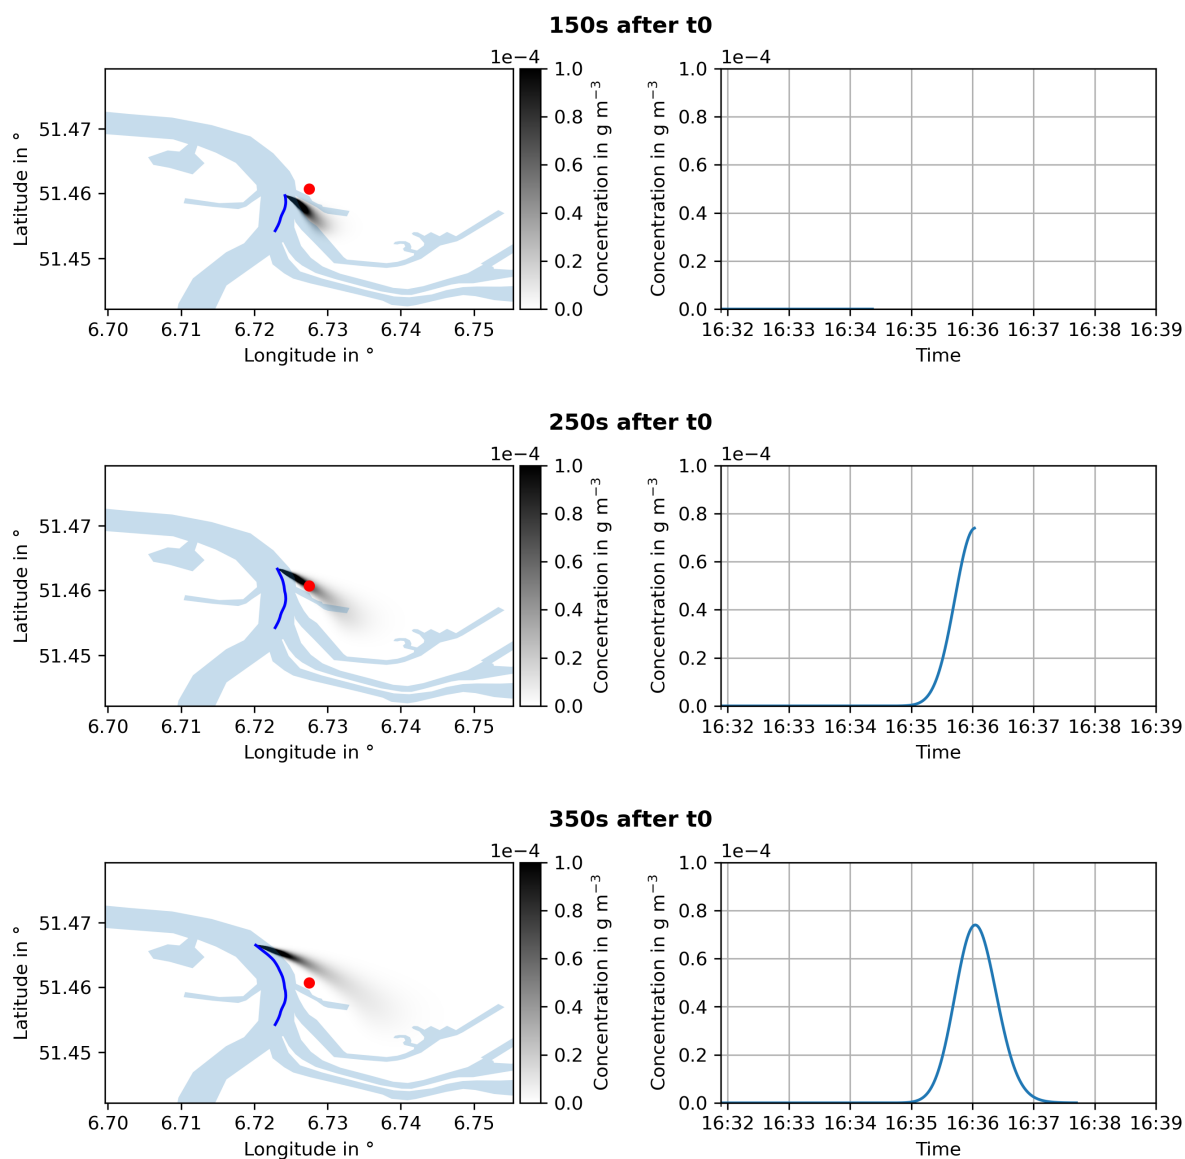 150s after t0
1e−4
1e−4
51.47
51.46
51.45
Latitude in °
6.70 6.71 6.72 6.73 6.74 6.75
Longitude in °
1.0
0.8
0.6
0.4
0.2
0.0
Concentration in g m⁻³
Concentration in g m⁻³
1.0
0.8
0.6
0.4
0.2
0.0
16:32 16:33 16:34 16:35 16:36 16:37 16:38 16:39
Time
250s after t0
1e−4
1e−4
51.47
51.46
51.45
Latitude in °
6.70 6.71 6.72 6.73 6.74 6.75
Longitude in °
1.0
0.8
0.6
0.4
0.2
0.0
Concentration in g m⁻³
Concentration in g m⁻³
1.0
0.8
0.6
0.4
0.2
0.0
16:32 16:33 16:34 16:35 16:36 16:37 16:38 16:39
Time
350s after t0
1e−4
1e−4
51.47
51.46
51.45
Latitude in °
6.70 6.71 6.72 6.73 6.74 6.75
Longitude in °
1.0
0.8
0.6
0.4
0.2
0.0
Concentration in g m⁻³
Concentration in g m⁻³
1.0
0.8
0.6
0.4
0.2
0.0
16:32 16:33 16:34 16:35 16:36 16:37 16:38 16:39
Time